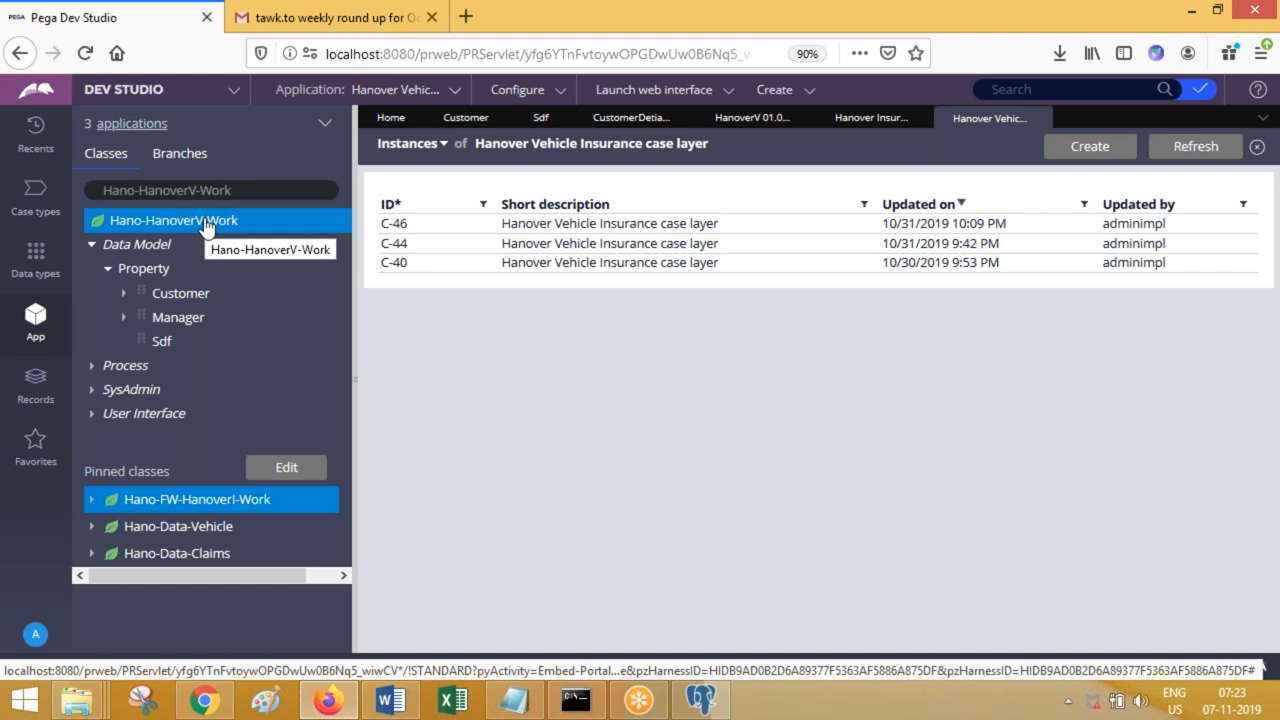 PEGA Pega Dev Studio
tawk.to weekly round up for Oc
localhost:8080/prweb/PRServlet/yfg6YTnFvtoywOPGDwUw0B6Nq5_w
90%
DEV STUDIO
Application: Hanover Vehic...
Configure
Launch web interface
Create
Search
Recents
Case types
Data types
App
Records
Favorites
A
3 applications
Classes
Branches
Hano-HanoverV-Work
Hano-HanoverV-Work
Hano-HanoverV-Work
Data Model
Property
Customer
Manager
Sdf
Process
SysAdmin
User Interface
Pinned classes
Edit
Hano-FW-HanoverI-Work
Hano-Data-Vehicle
Hano-Data-Claims
Home
Customer
Sdf
CustomerDetia...
HanoverV 01.0...
Hanover Insur...
Hanover Vehic...
Instances of Hanover Vehicle Insurance case layer
Create
Refresh
ID* Short description Updated on Updated by
C-46 Hanover Vehicle Insurance case layer 10/31/2019 10:09 PM adminimpl
C-44 Hanover Vehicle Insurance case layer 10/31/2019 9:42 PM adminimpl
C-40 Hanover Vehicle Insurance case layer 10/30/2019 9:53 PM adminimpl
localhost:8080/prweb/PRServlet/yfg6YTnFvtoywOPGDwUw0B6Nq5_wiwCV*/!STANDARD?pyActivity=Embed-Portal...e&pzHarnessID=HIDB9AD0B2D6A89377F5363AF5886A875DF&pzHarnessID=HIDB9AD0B2D6A89377F5363AF5886A875DF#
ENG
US
07:23
07-11-2019